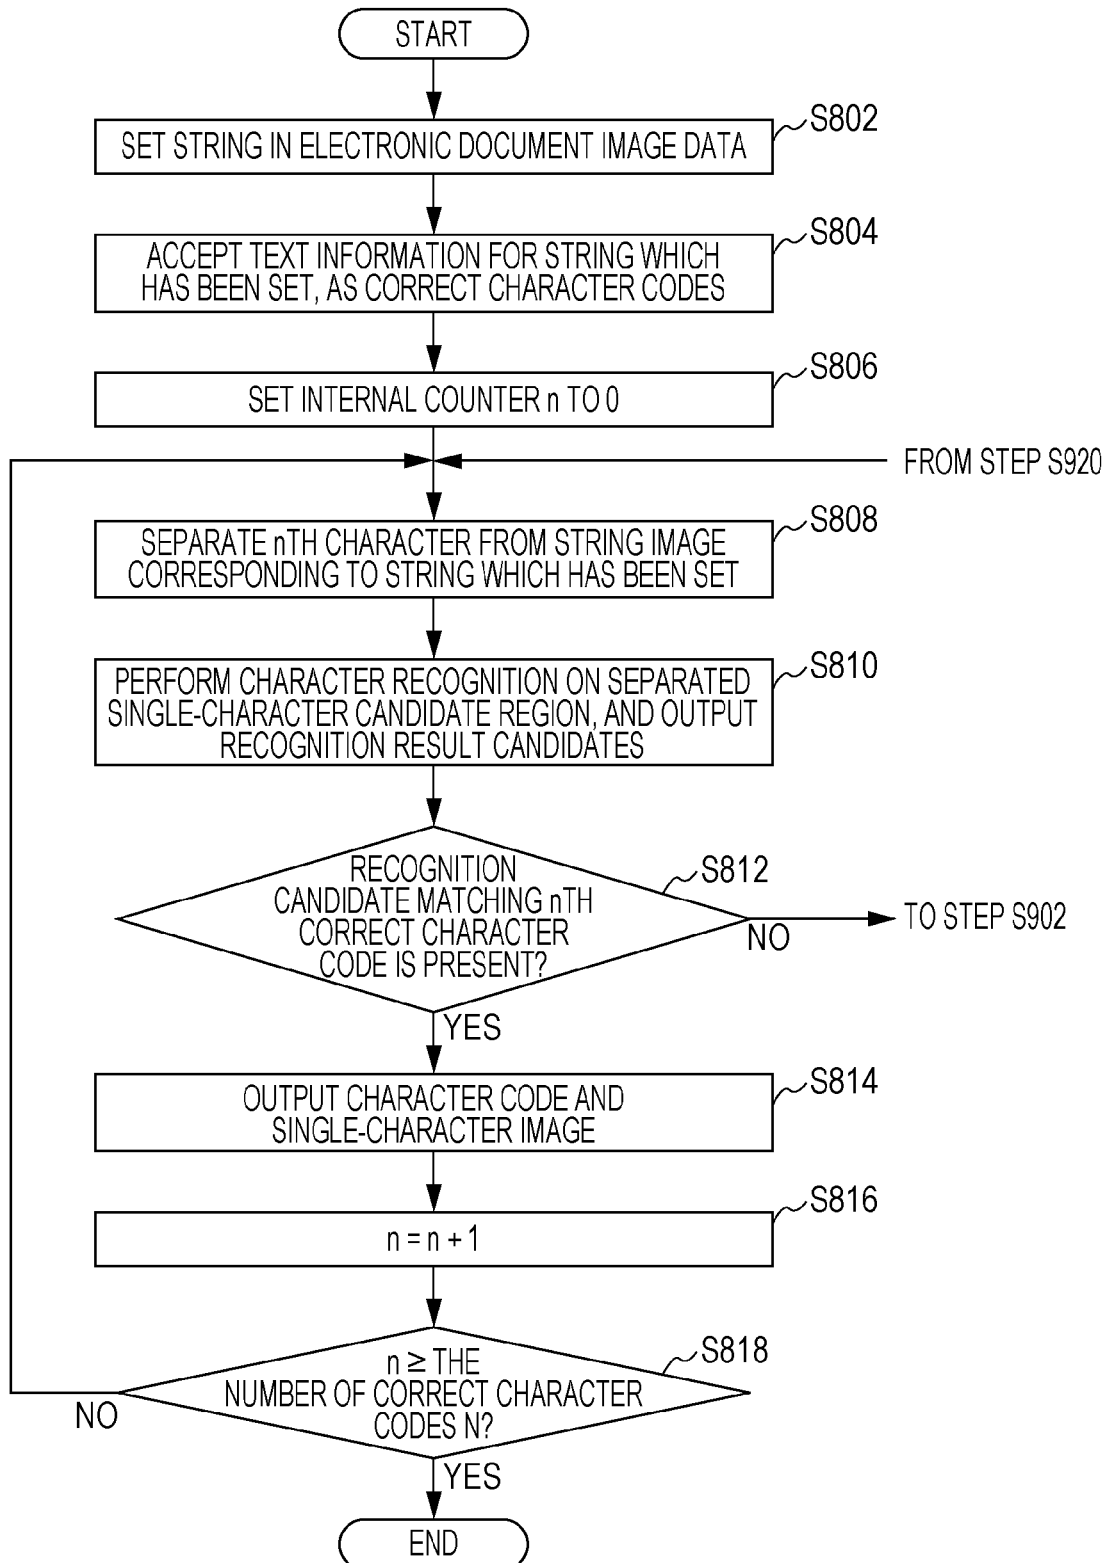 START
S802
SET STRING IN ELECTRONIC DOCUMENT IMAGE DATA
S804
ACCEPT TEXT INFORMATION FOR STRING WHICH
HAS BEEN SET, AS CORRECT CHARACTER CODES
S806
SET INTERNAL COUNTER n TO 0
FROM STEP S920
S808
SEPARATE nTH CHARACTER FROM STRING IMAGE
CORRESPONDING TO STRING WHICH HAS BEEN SET
S810
PERFORM CHARACTER RECOGNITION ON SEPARATED
SINGLE-CHARACTER CANDIDATE REGION, AND OUTPUT
RECOGNITION RESULT CANDIDATES
S812
RECOGNITION
CANDIDATE MATCHING nTH
CORRECT CHARACTER
CODE IS PRESENT?
NO
TO STEP S902
YES
S814
OUTPUT CHARACTER CODE AND
SINGLE-CHARACTER IMAGE
S816
n = n + 1
S818
n ≥ THE
NUMBER OF CORRECT CHARACTER
CODES N?
NO
YES
END